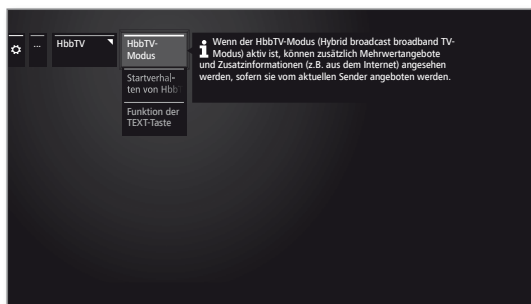 ...
HbbTV
HbbTV-
Modus
Wenn der HbbTV-Modus (Hybrid broadcast broadband TV-
Modus) aktiv ist, können zusätzlich Mehrwertangebote
und Zusatzinformationen (z.B. aus dem Internet) angesehen
werden, sofern sie vom aktuellen Sender angeboten werden.
Startverhal-
ten von HbbT
Funktion der
TEXT-Taste